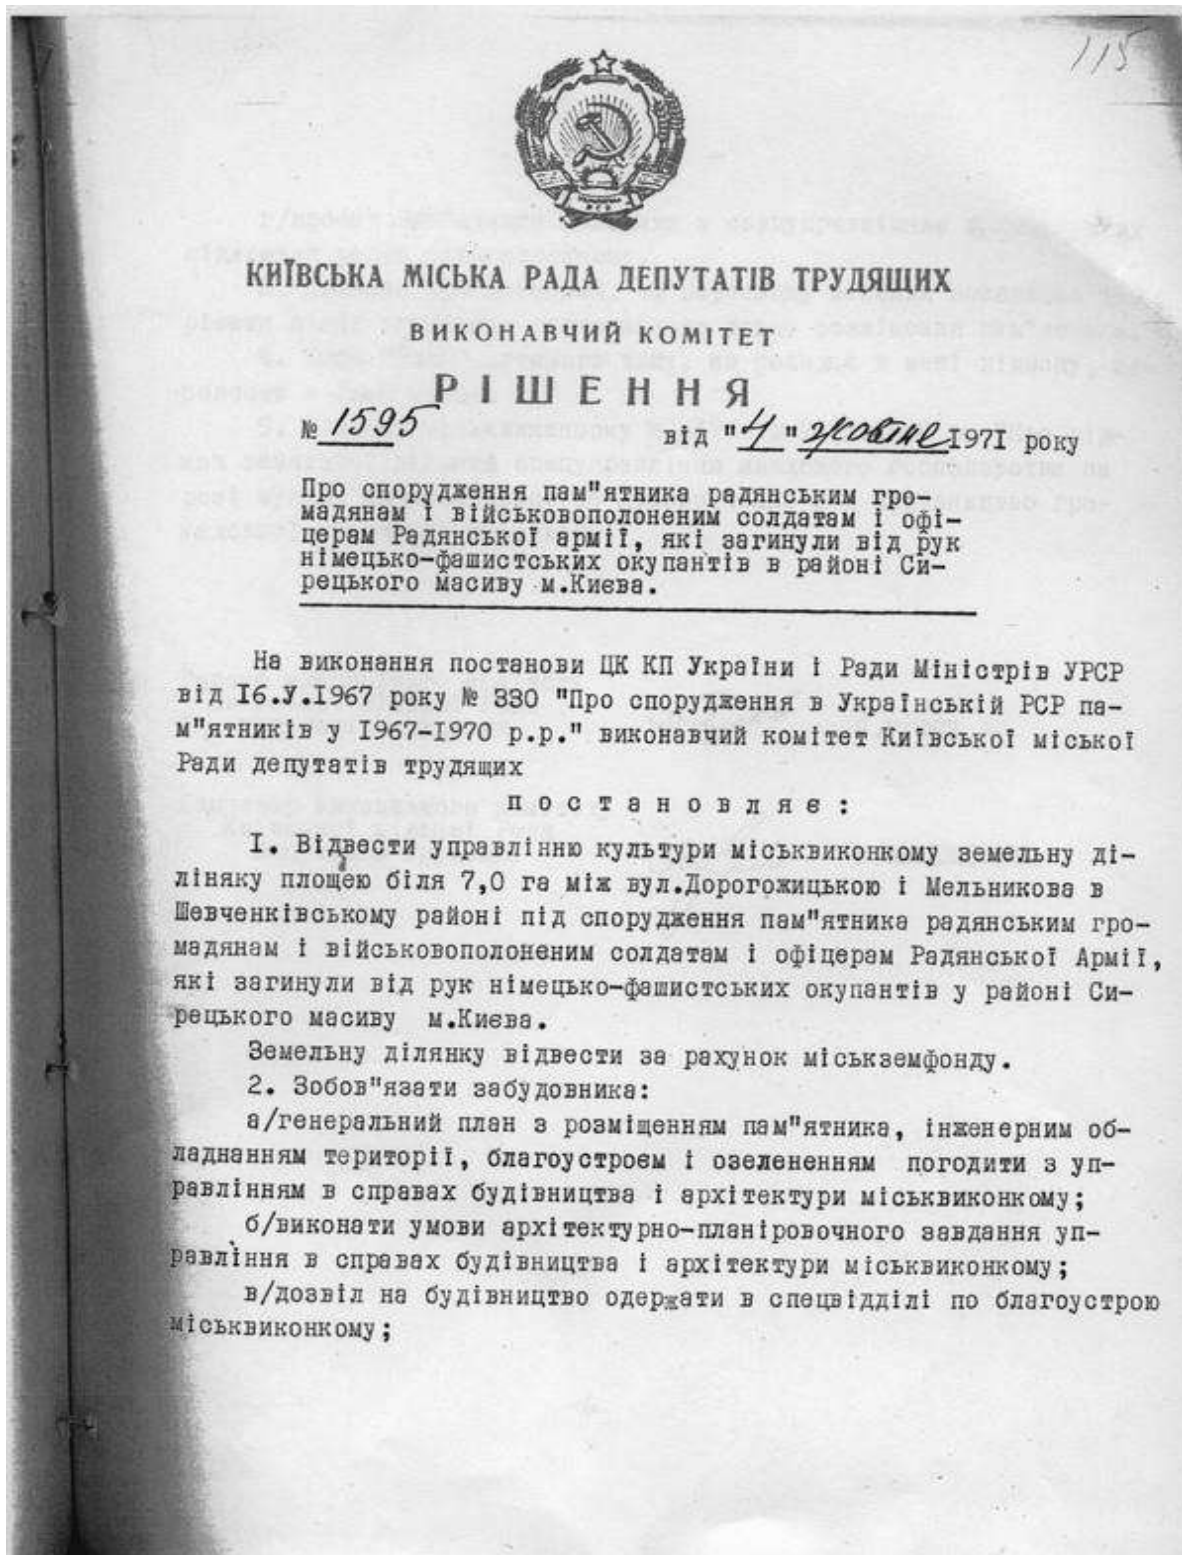 115
КИЇВСЬКА МІСЬКА РАДА ДЕПУТАТІВ ТРУДЯЩИХ
ВИКОНАВЧИЙ КОМІТЕТ
РІШЕННЯ
№ 1595 від "4" жовтня 1971 року
Про спорудження пам"ятника радянським гро-
мадянам і військовополоненим солдатам і офі-
церам Радянської армії, які загинули від рук
німецько-фашистських окупантів в районі Си-
рецького масиву м.Києва.
На виконання постанови ЦК КП України і Ради Міністрів УРСР
від 16.У.1967 року № 330 "Про спорудження в Українській РСР па-
м"ятників у 1967-1970 р.р." виконавчий комітет Київської міської
Ради депутатів трудящих
п о с т а н о в л я є :
I. Відвести управлінню культури міськвиконкому земельну ді-
ліняку площею біля 7,0 га між вул.Дорогожицькою і Мельникова в
Шевченківському районі під спорудження пам"ятника радянським гро-
мадянам і військовополоненим солдатам і офіцерам Радянської Армії,
які загинули від рук німецько-фашистських окупантів у районі Си-
рецького масиву м.Києва.
Земельну ділянку відвести за рахунок міськземфонду.
2. Зобов"язати забудовника:
а/генеральний план з розміщенням пам"ятника, інженерним об-
ладнанням території, благоустроєм і озелененням погодити з уп-
равлінням в справах будівництва і архітектури міськвиконкому;
б/виконати умови архітектурно-планіровочного завдання уп-
равління в справах будівництва і архітектури міськвиконкому;
в/дозвіл на будівництво одержати в спецвідділі по благоустрою
міськвиконкому;